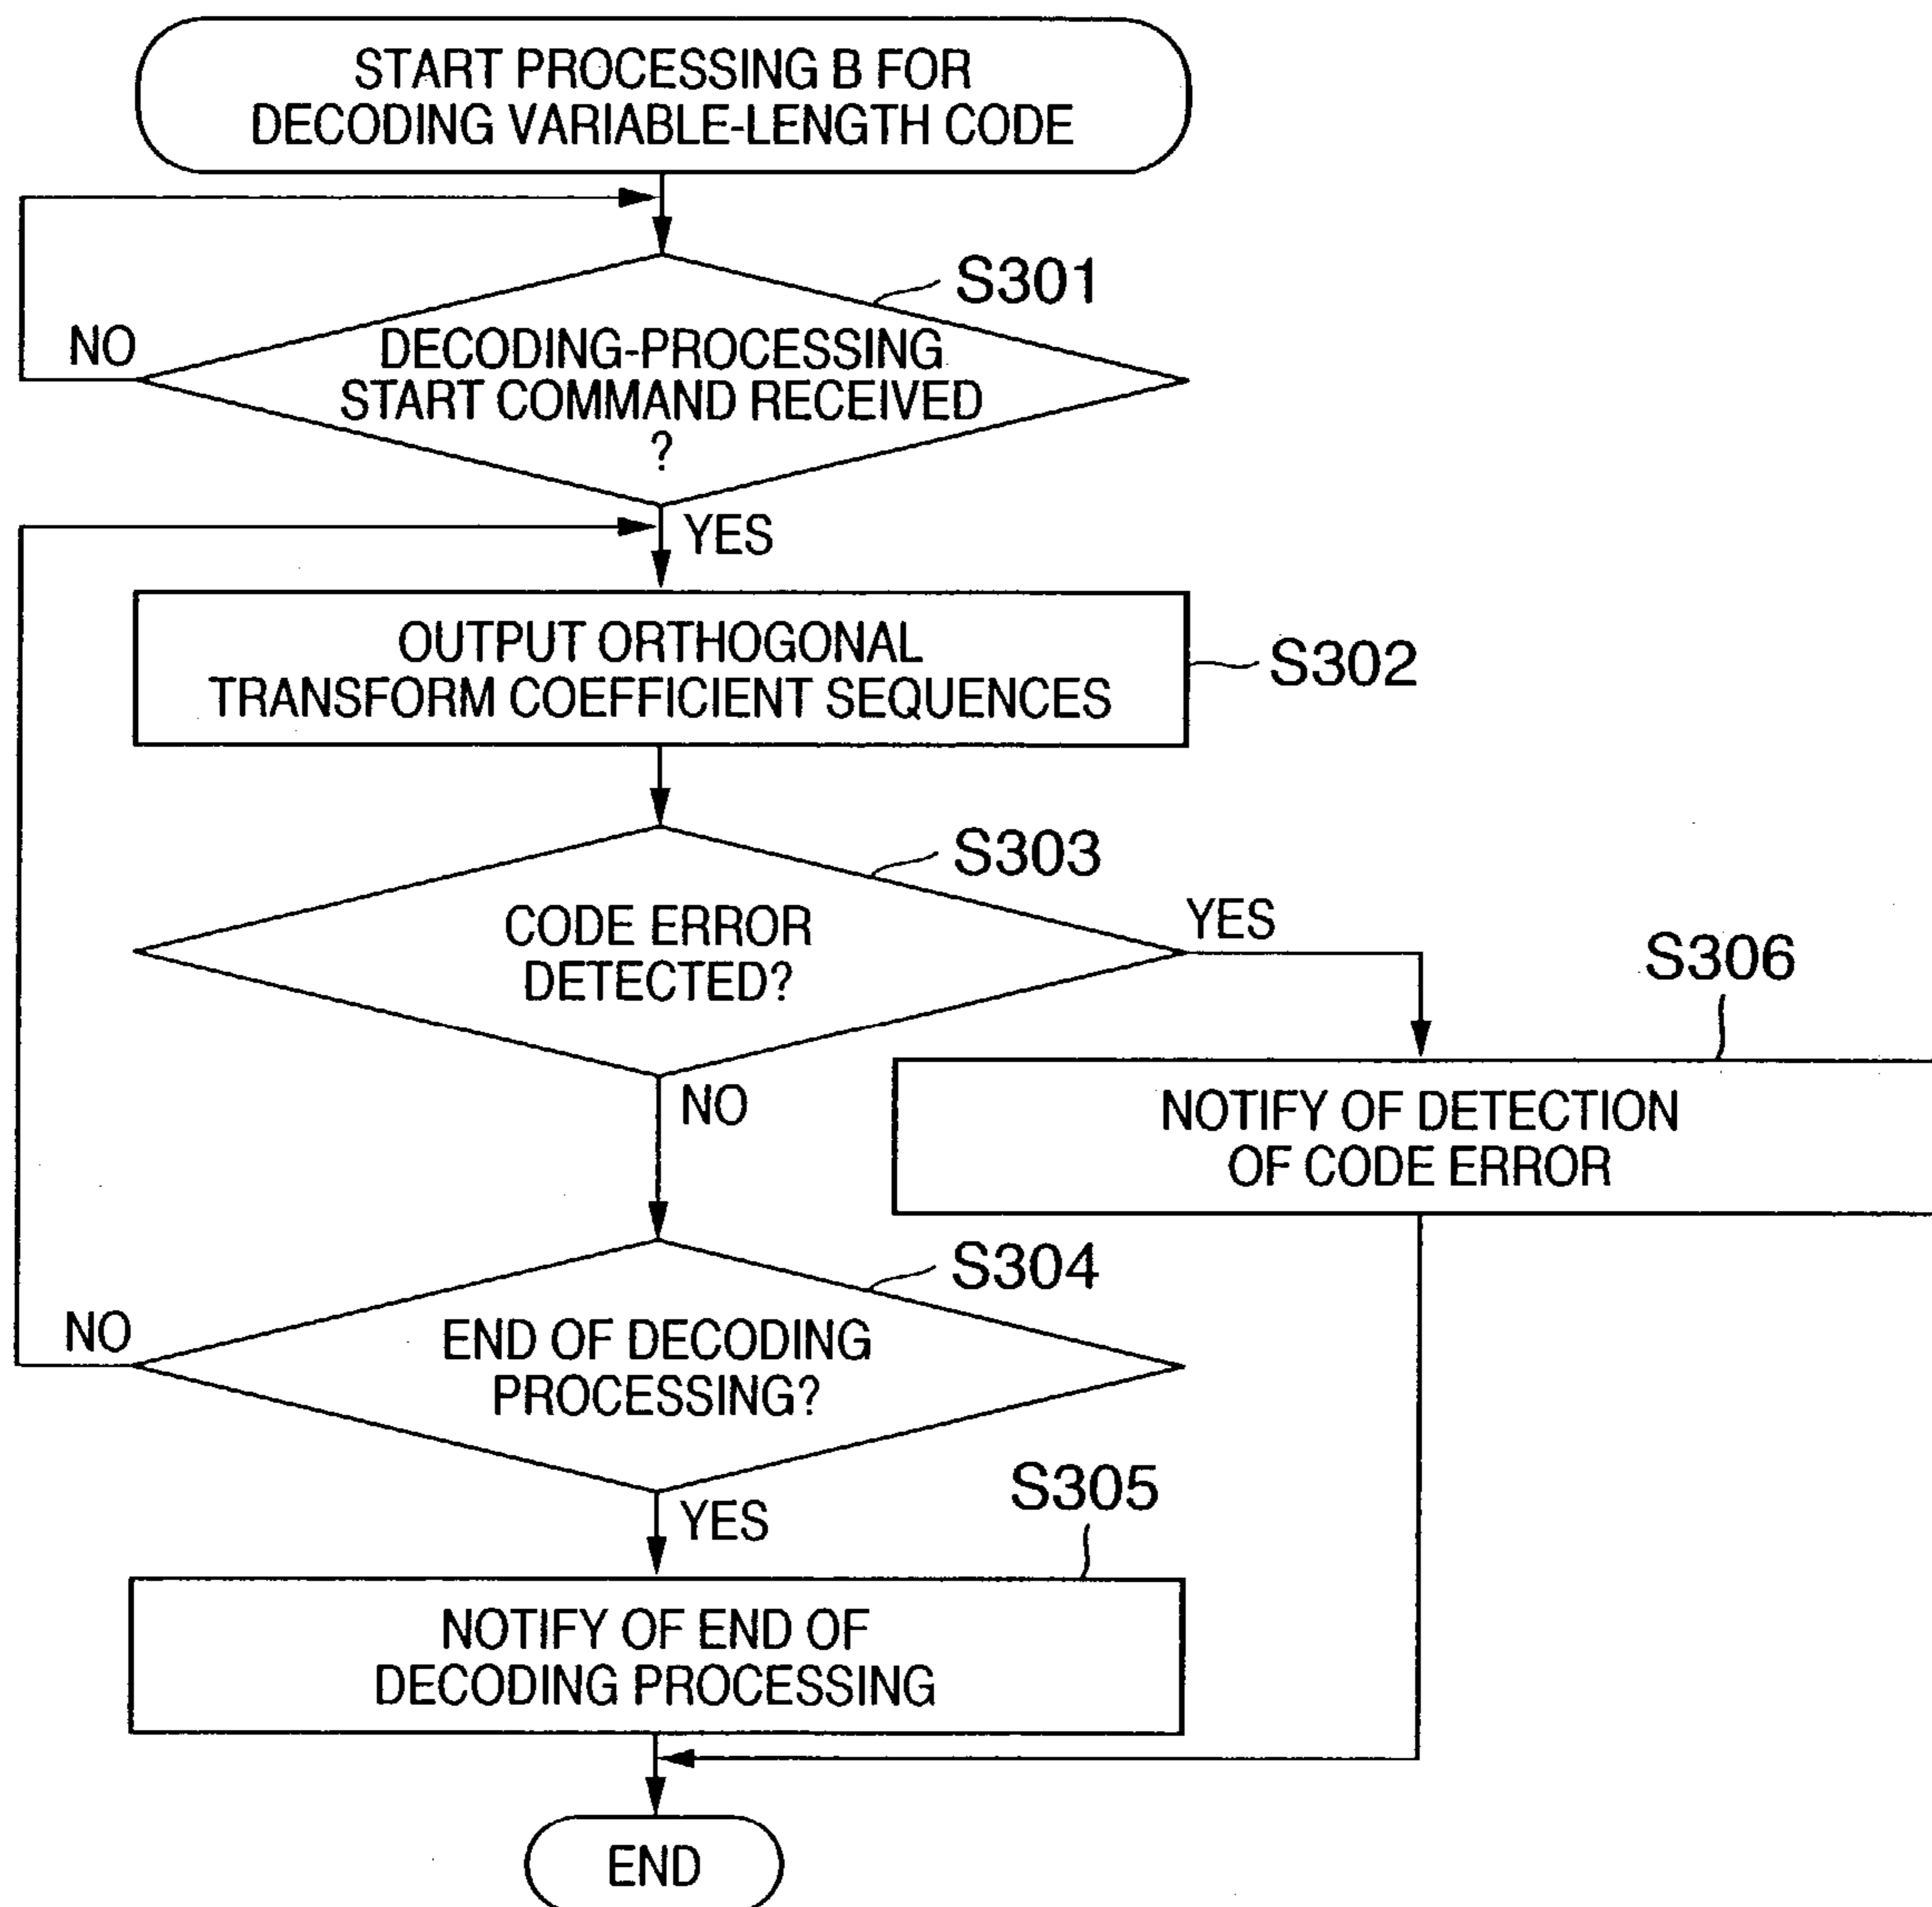 START PROCESSING B FOR
DECODING VARIABLE-LENGTH CODE
S301
NO
DECODING-PROCESSING
START COMMAND RECEIVED
?
YES
OUTPUT ORTHOGONAL
TRANSFORM COEFFICIENT SEQUENCES
S302
S303
CODE ERROR
DETECTED?
YES
S306
NO
NOTIFY OF DETECTION
OF CODE ERROR
S304
NO
END OF DECODING
PROCESSING?
S305
YES
NOTIFY OF END OF
DECODING PROCESSING
END